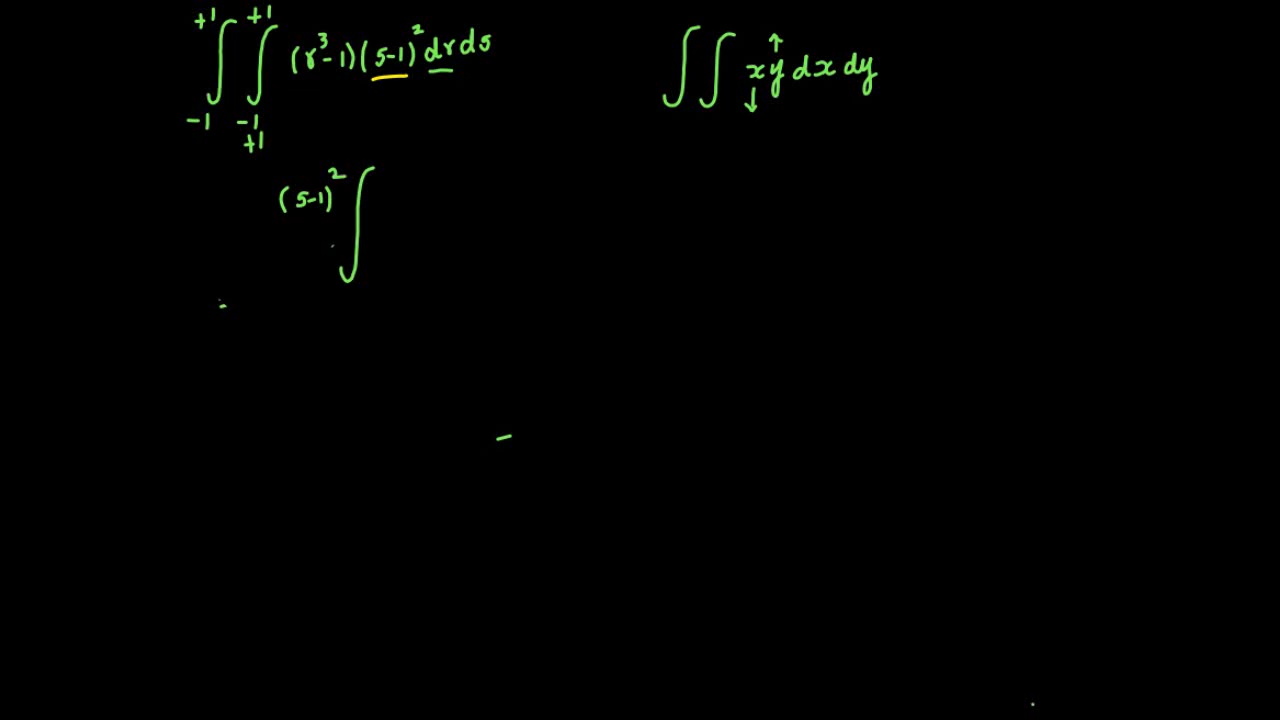 ∫₋₁⁺¹ ∫₋₁⁺¹ (r³-1)(s-1)² dr ds
∫∫ xy dx dy
+1
(s-1)² ∫